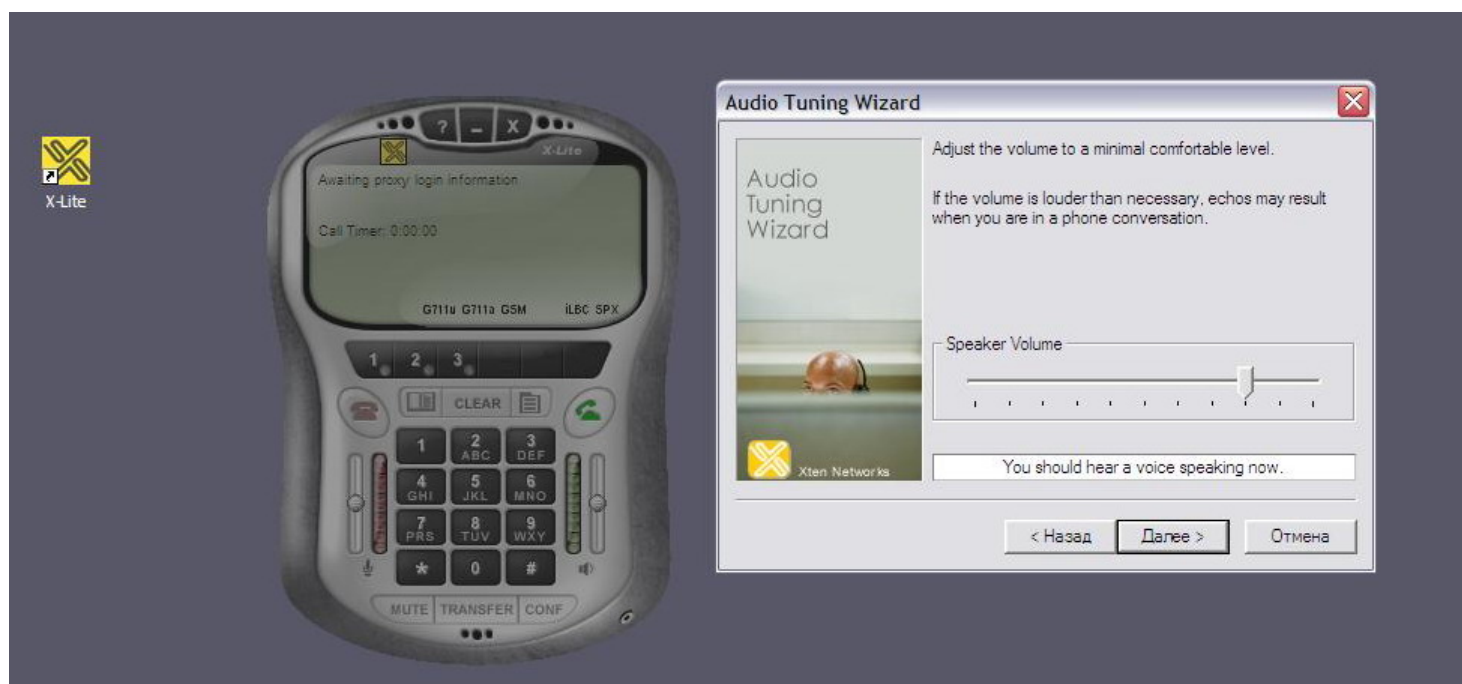 X-Lite
? – X
X-Lite
Awaiting proxy login information
Call Timer: 0:00:00
G711u G711a GSM iLBC SPX
1 2 3
CLEAR
1 2 3
ABC DEF
4 5 6
GHI JKL MNO
7 8 9
PRS TUV WXY
* 0 #
MUTE TRANSFER CONF
Audio Tuning Wizard
Audio
Tuning
Wizard
Xten Networks
Adjust the volume to a minimal comfortable level.
If the volume is louder than necessary, echos may result
when you are in a phone conversation.
Speaker Volume
You should hear a voice speaking now.
< Назад Далее > Отмена